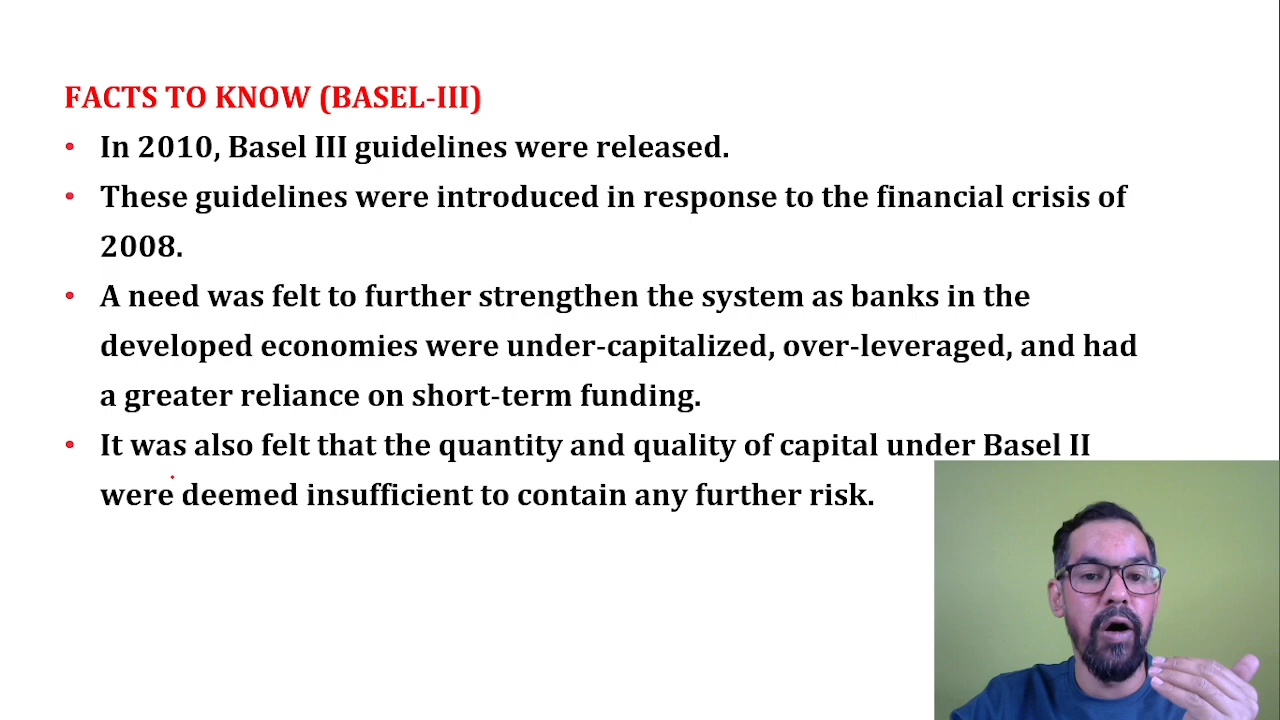 FACTS TO KNOW (BASEL-III)
• In 2010, Basel III guidelines were released.
• These guidelines were introduced in response to the financial crisis of
2008.
• A need was felt to further strengthen the system as banks in the
developed economies were under-capitalized, over-leveraged, and had
a greater reliance on short-term funding.
• It was also felt that the quantity and quality of capital under Basel II
were deemed insufficient to contain any further risk.